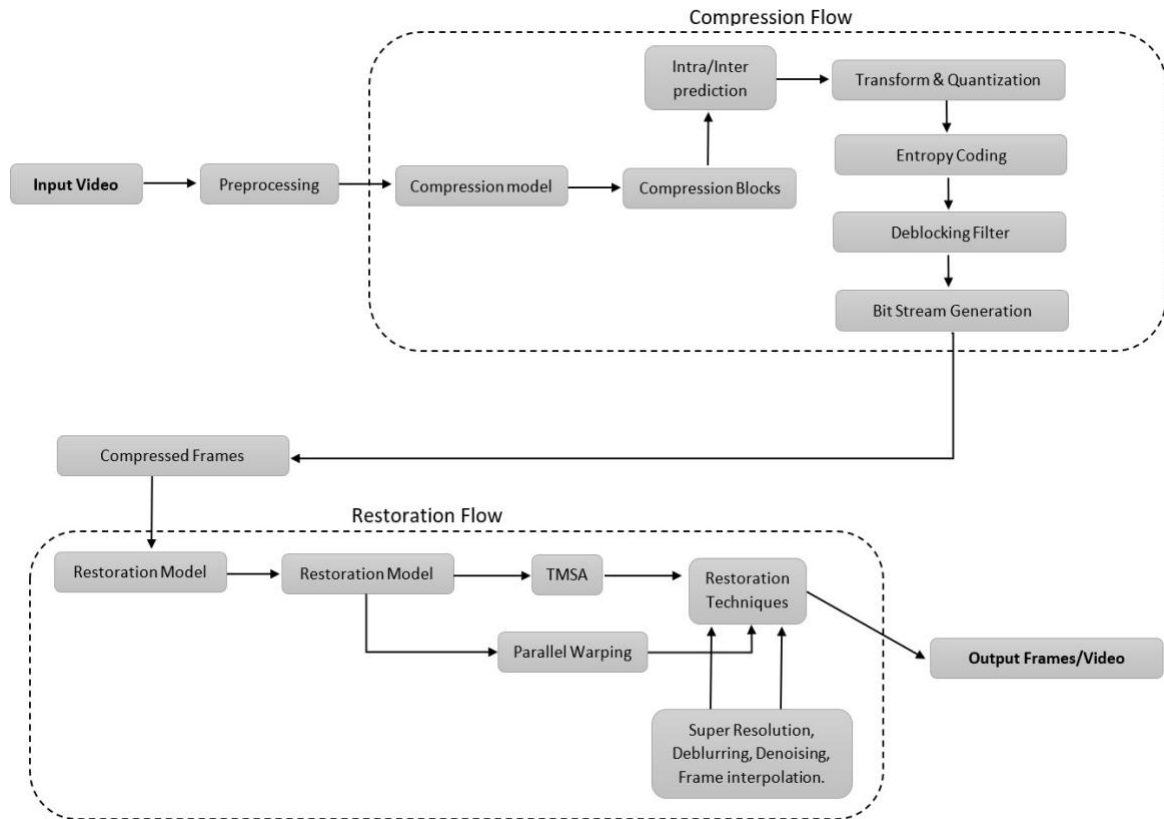 Compression Flow
Intra/Inter
prediction
Transform & Quantization
Entropy Coding
Input Video
Preprocessing
Compression model
Compression Blocks
Deblocking Filter
Bit Stream Generation
Compressed Frames
Restoration Flow
Restoration Model
Restoration Model
TMSA
Restoration
Techniques
Parallel Warping
Output Frames/Video
Super Resolution,
Deblurring, Denoising,
Frame interpolation.